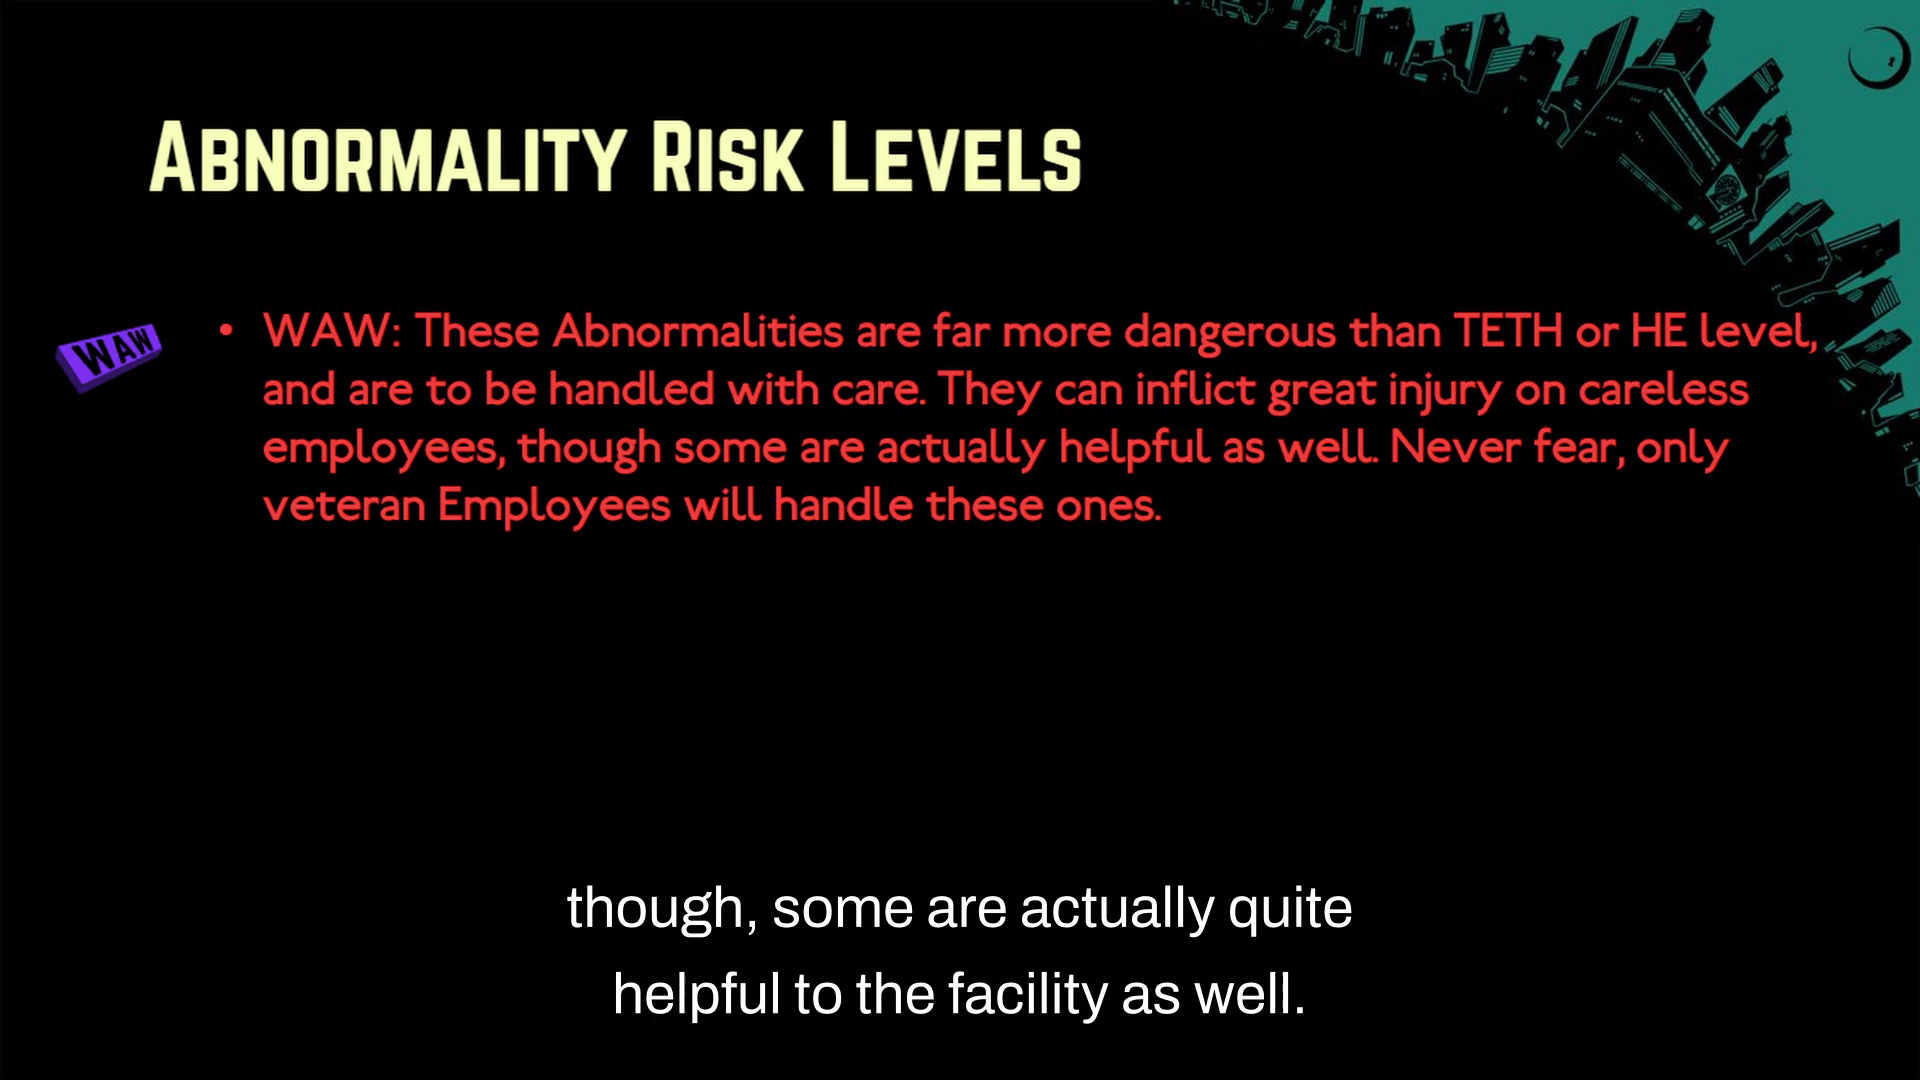 Abnormality Risk Levels
WAW
• WAW: These Abnormalities are far more dangerous than TETH or HE level,
and are to be handled with care. They can inflict great injury on careless
employees, though some are actually helpful as well. Never fear, only
veteran Employees will handle these ones.
though, some are actually quite
helpful to the facility as well.